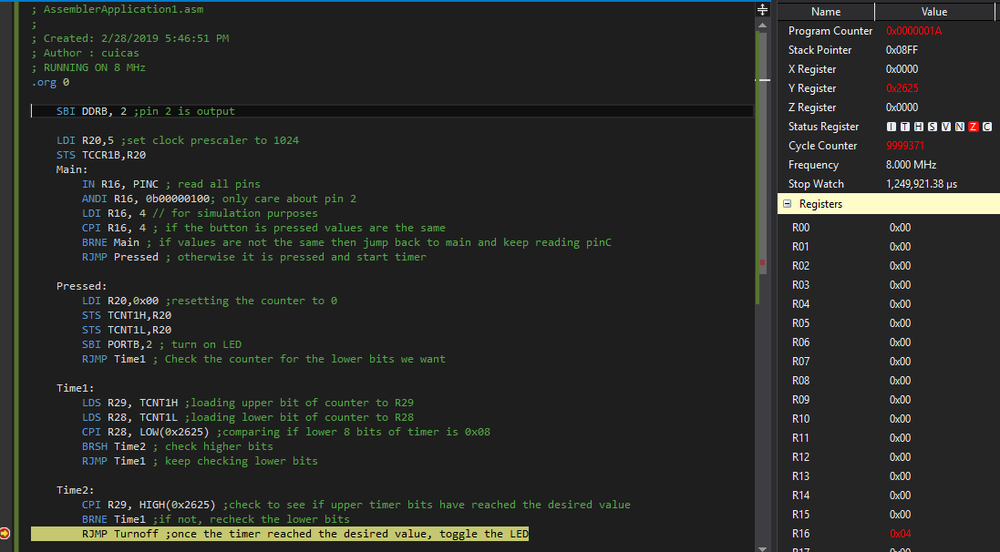 ; AssemblerApplication1.asm
;
; Created: 2/28/2019 5:46:51 PM
; Author : cuicas
; RUNNING ON 8 MHz
.org 0
SBI DDRB, 2 ;pin 2 is output
LDI R20,5 ;set clock prescaler to 1024
STS TCCR1B,R20
Main:
IN R16, PINC ; read all pins
ANDI R16, 0b00000100; only care about pin 2
LDI R16, 4 // for simulation purposes
CPI R16, 4 ; if the button is pressed values are the same
BRNE Main ; if values are not the same then jump back to main and keep reading pinC
RJMP Pressed ; otherwise it is pressed and start timer
Pressed:
LDI R20,0x00 ;resetting the counter to 0
STS TCNT1H,R20
STS TCNT1L,R20
SBI PORTB,2 ; turn on LED
RJMP Time1 ; Check the counter for the lower bits we want
Time1:
LDS R29, TCNT1H ;loading upper bit of counter to R29
LDS R28, TCNT1L ;loading lower bit of counter to R28
CPI R28, LOW(0x2625) ;comparing if lower 8 bits of timer is 0x08
BRSH Time2 ; check higher bits
RJMP Time1 ; keep checking lower bits
Time2:
CPI R29, HIGH(0x2625) ;check to see if upper timer bits have reached the desired value
BRNE Time1 ;if not, recheck the lower bits
RJMP Turnoff ;once the timer reached the desired value, toggle the LED
Name Value
Program Counter 0x0000001A
Stack Pointer 0x08FF
X Register 0x0000
Y Register 0x2625
Z Register 0x0000
Status Register I T H S V N Z C
Cycle Counter 9999371
Frequency 8.000 MHz
Stop Watch 1,249,921.38 µs
Registers
R00 0x00
R01 0x00
R02 0x00
R03 0x00
R04 0x00
R05 0x00
R06 0x00
R07 0x00
R08 0x00
R09 0x00
R10 0x00
R11 0x00
R12 0x00
R13 0x00
R14 0x00
R15 0x00
R16 0x04
R17 0x00